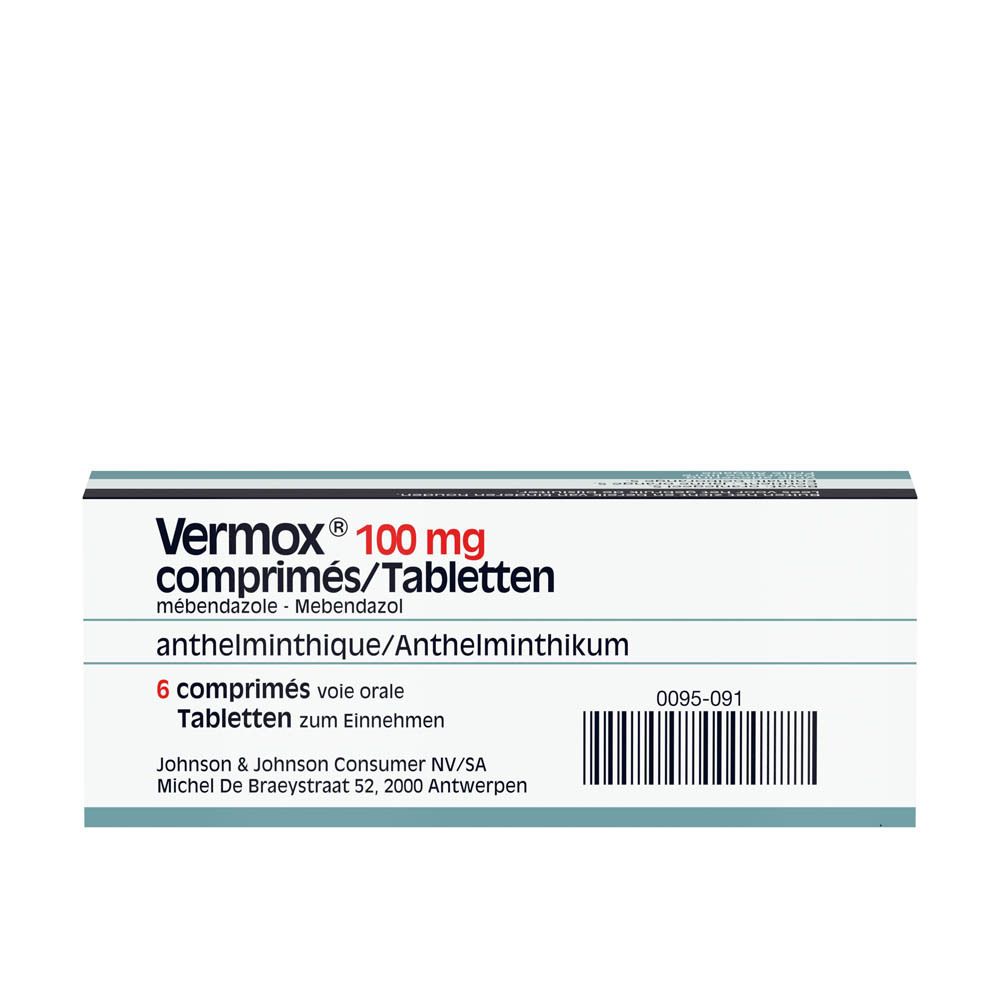 Vermox® 100 mg
comprimés/Tabletten
mébendazole - Mebendazol
anthelminthique/Anthelminthikum
6 comprimés voie orale
Tabletten zum Einnehmen
0095-091
Johnson & Johnson Consumer NV/SA
Michel De Braeystraat 52, 2000 Antwerpen